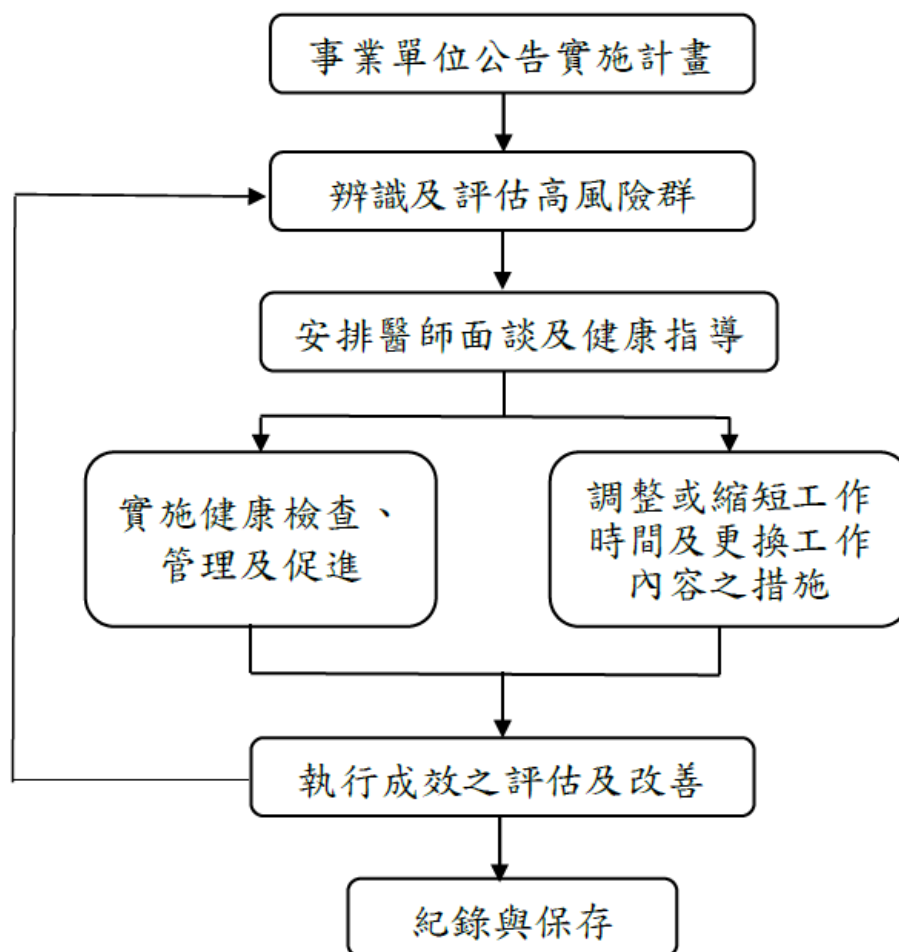 事業單位公告實施計畫
辨識及評估高風險群
安排醫師面談及健康指導
實施健康檢查、
管理及促進
調整或縮短工作
時間及更換工作
內容之措施
執行成效之評估及改善
紀錄與保存